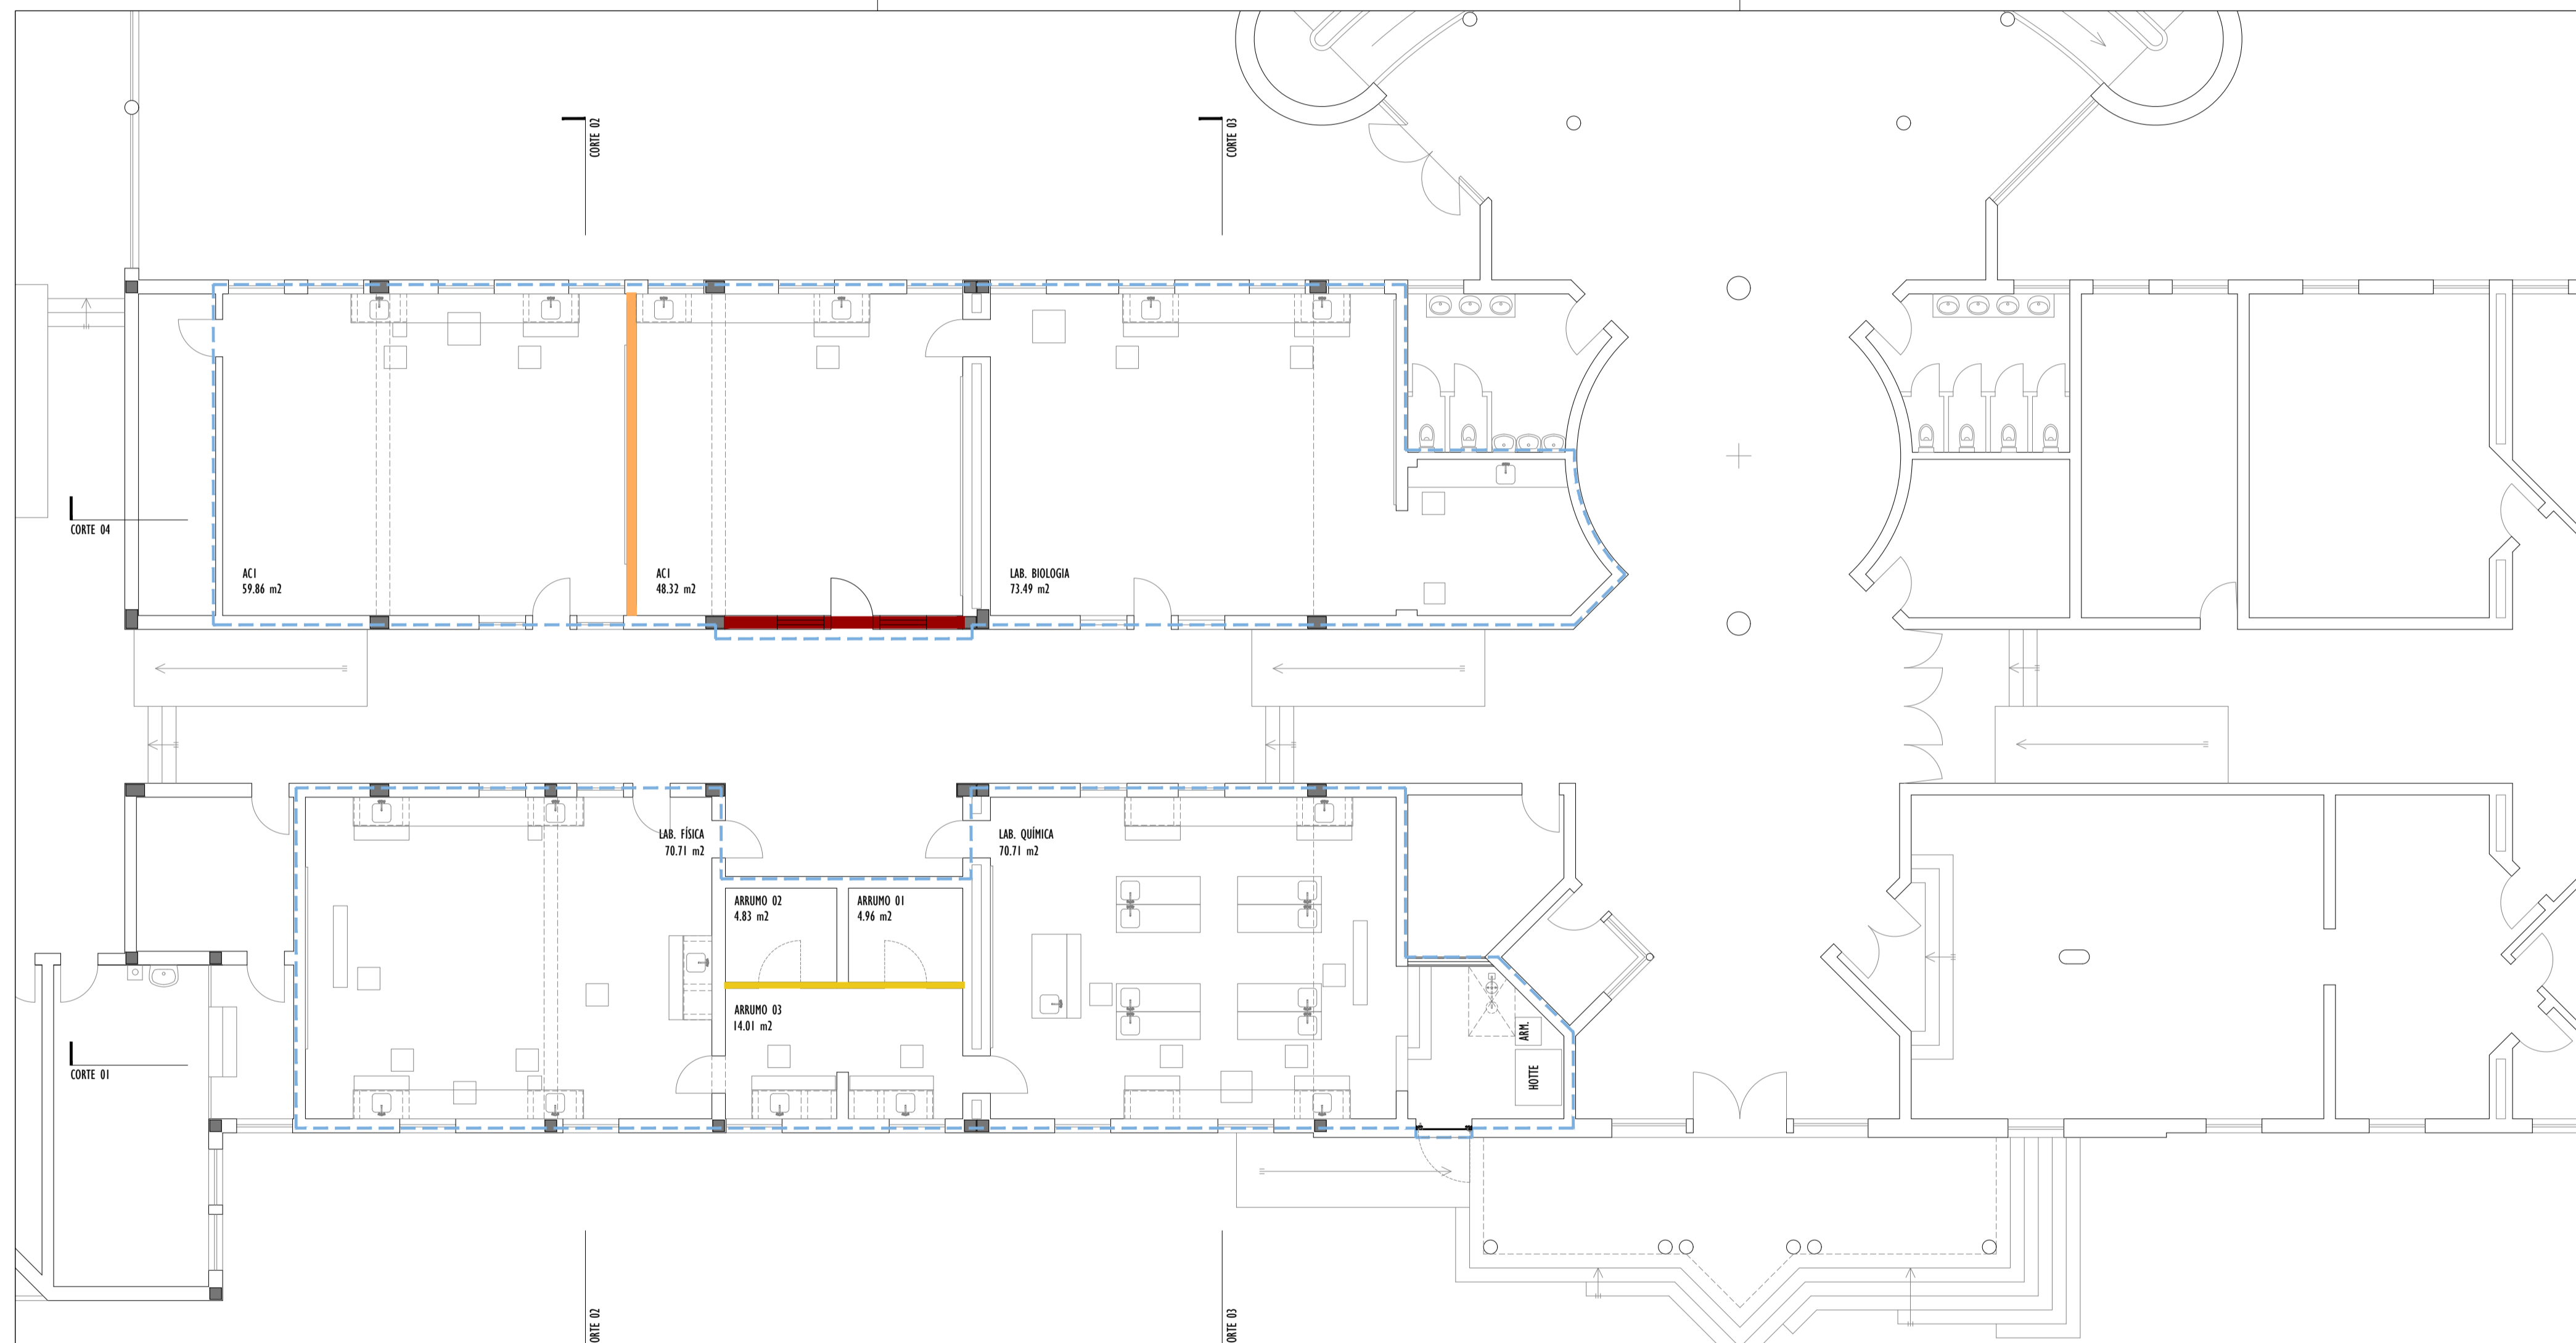 CORTE 02
CORTE 03
CORTE 04
ACI
59.86 m2
ACI
48.32 m2
LAB. BIOLOGIA
73.49 m2
LAB. FÍSICA
70.71 m2
LAB. QUÍMICA
70.71 m2
ARRUMO 02
4.83 m2
ARRUMO 01
4.96 m2
ARRUMO 03
14.01 m2
ARM.
HOTTE
CORTE 01
ORTE 02
ORTE 03